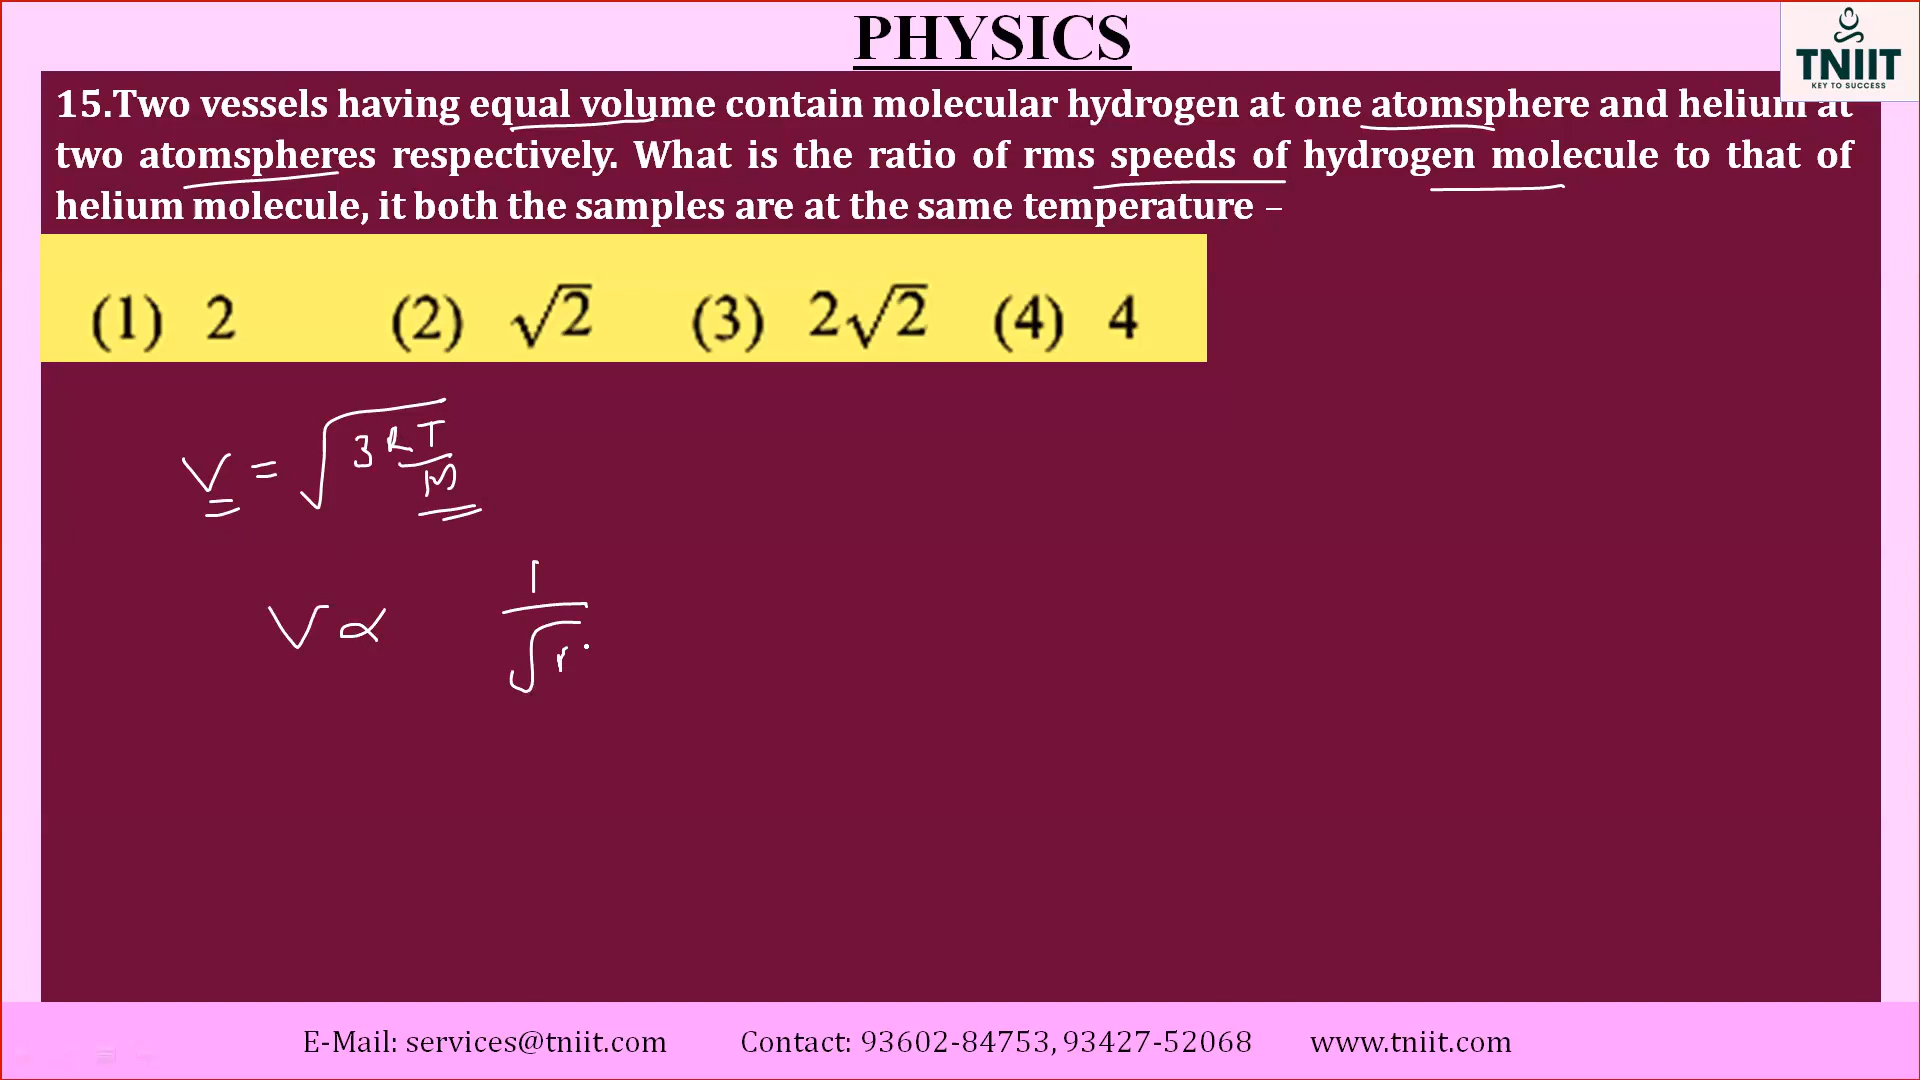 PHYSICS
TNIIT
KEY TO SUCCESS
15.Two vessels having equal volume contain molecular hydrogen at one atomsphere and helium at
two atomspheres respectively. What is the ratio of rms speeds of hydrogen molecule to that of
helium molecule, it both the samples are at the same temperature –
(1) 2 (2) √2 (3) 2√2 (4) 4
V = √3RT/M
V ∝ 1/√r
E-Mail: services@tniit.com Contact: 93602-84753, 93427-52068 www.tniit.com